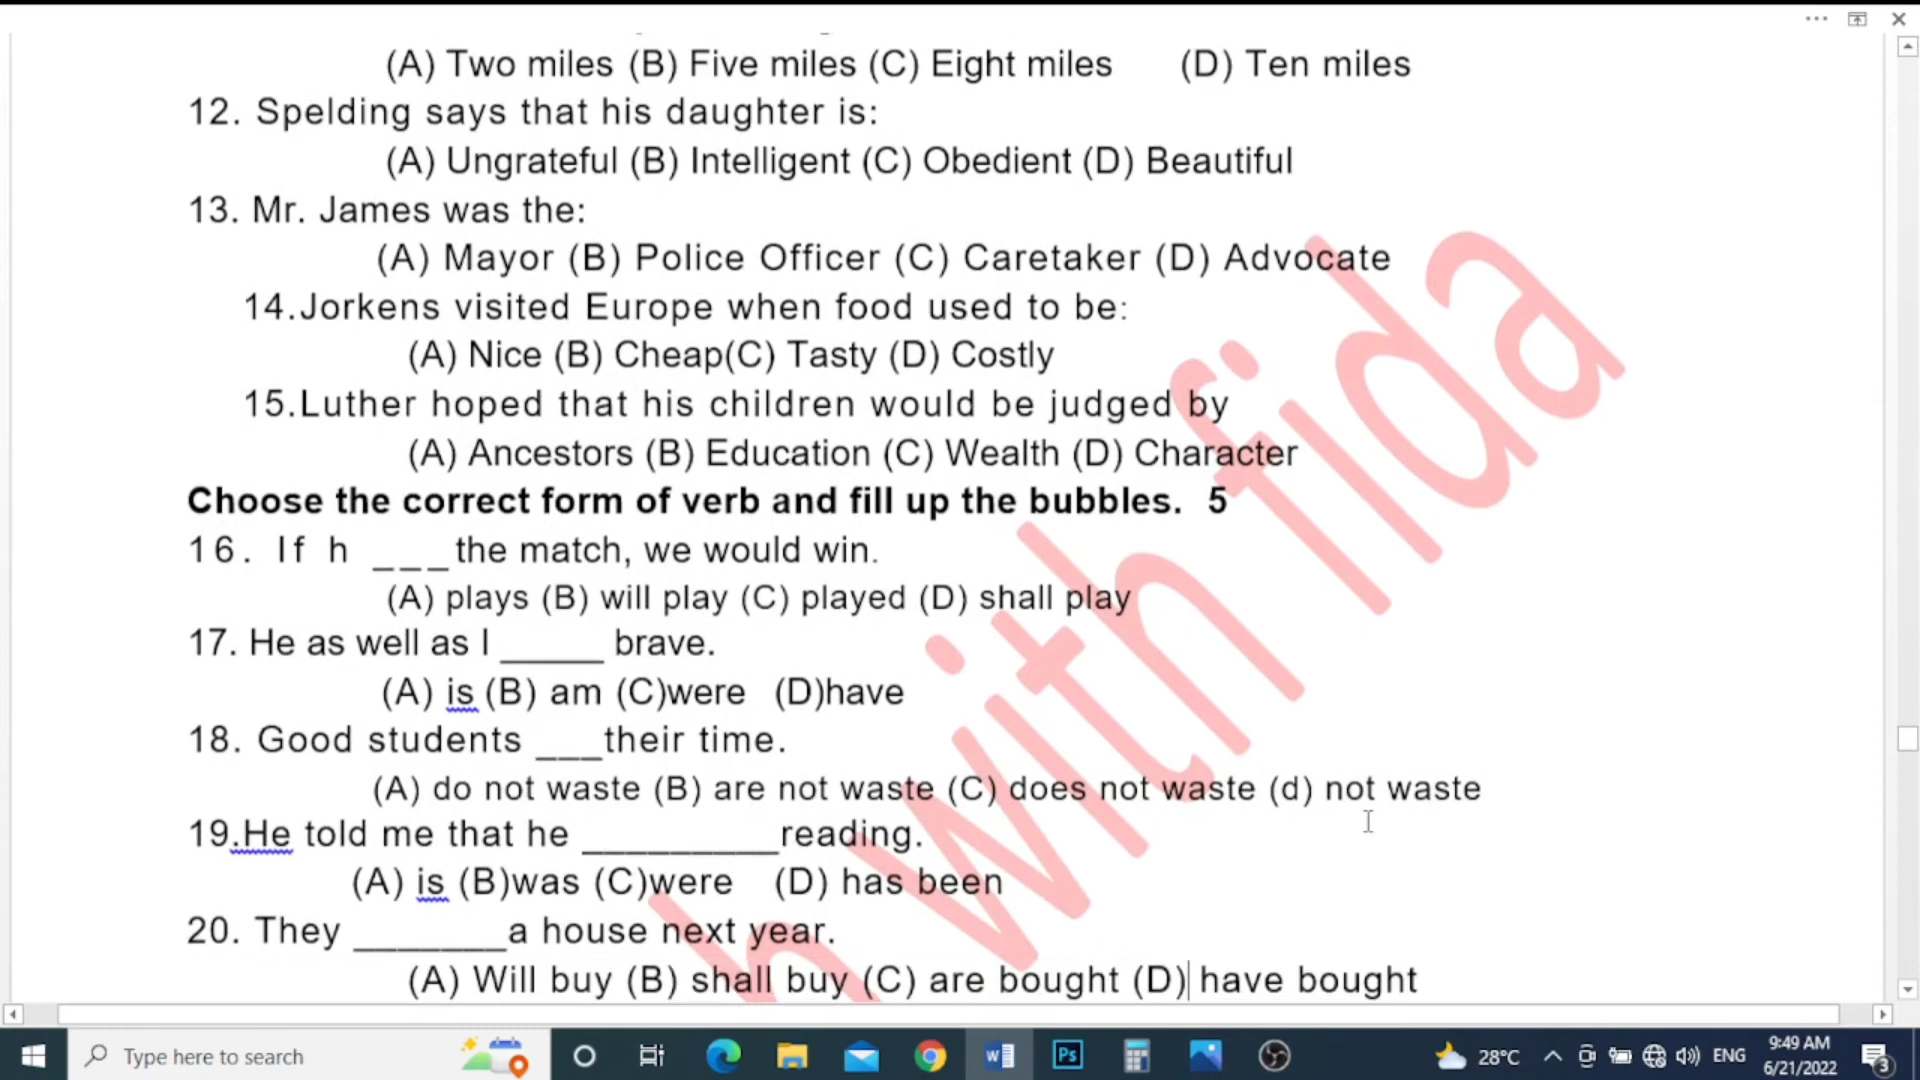 (A) Two miles (B) Five miles (C) Eight miles (D) Ten miles
12. Spelding says that his daughter is:
(A) Ungrateful (B) Intelligent (C) Obedient (D) Beautiful
13. Mr. James was the:
(A) Mayor (B) Police Officer (C) Caretaker (D) Advocate
14.Jorkens visited Europe when food used to be:
(A) Nice (B) Cheap(C) Tasty (D) Costly
15.Luther hoped that his children would be judged by
(A) Ancestors (B) Education (C) Wealth (D) Character
Choose the correct form of verb and fill up the bubbles. 5
16. If h ___ the match, we would win.
(A) plays (B) will play (C) played (D) shall play
17. He as well as I _____ brave.
(A) is (B) am (C)were (D)have
18. Good students ___their time.
(A) do not waste (B) are not waste (C) does not waste (d) not waste
19.He told me that he _________reading.
(A) is (B)was (C)were (D) has been
20. They _______a house next year.
(A) Will buy (B) shall buy (C) are bought (D) have bought
h with fida
Type here to search
28°C
ENG
9:49 AM
6/21/2022
3